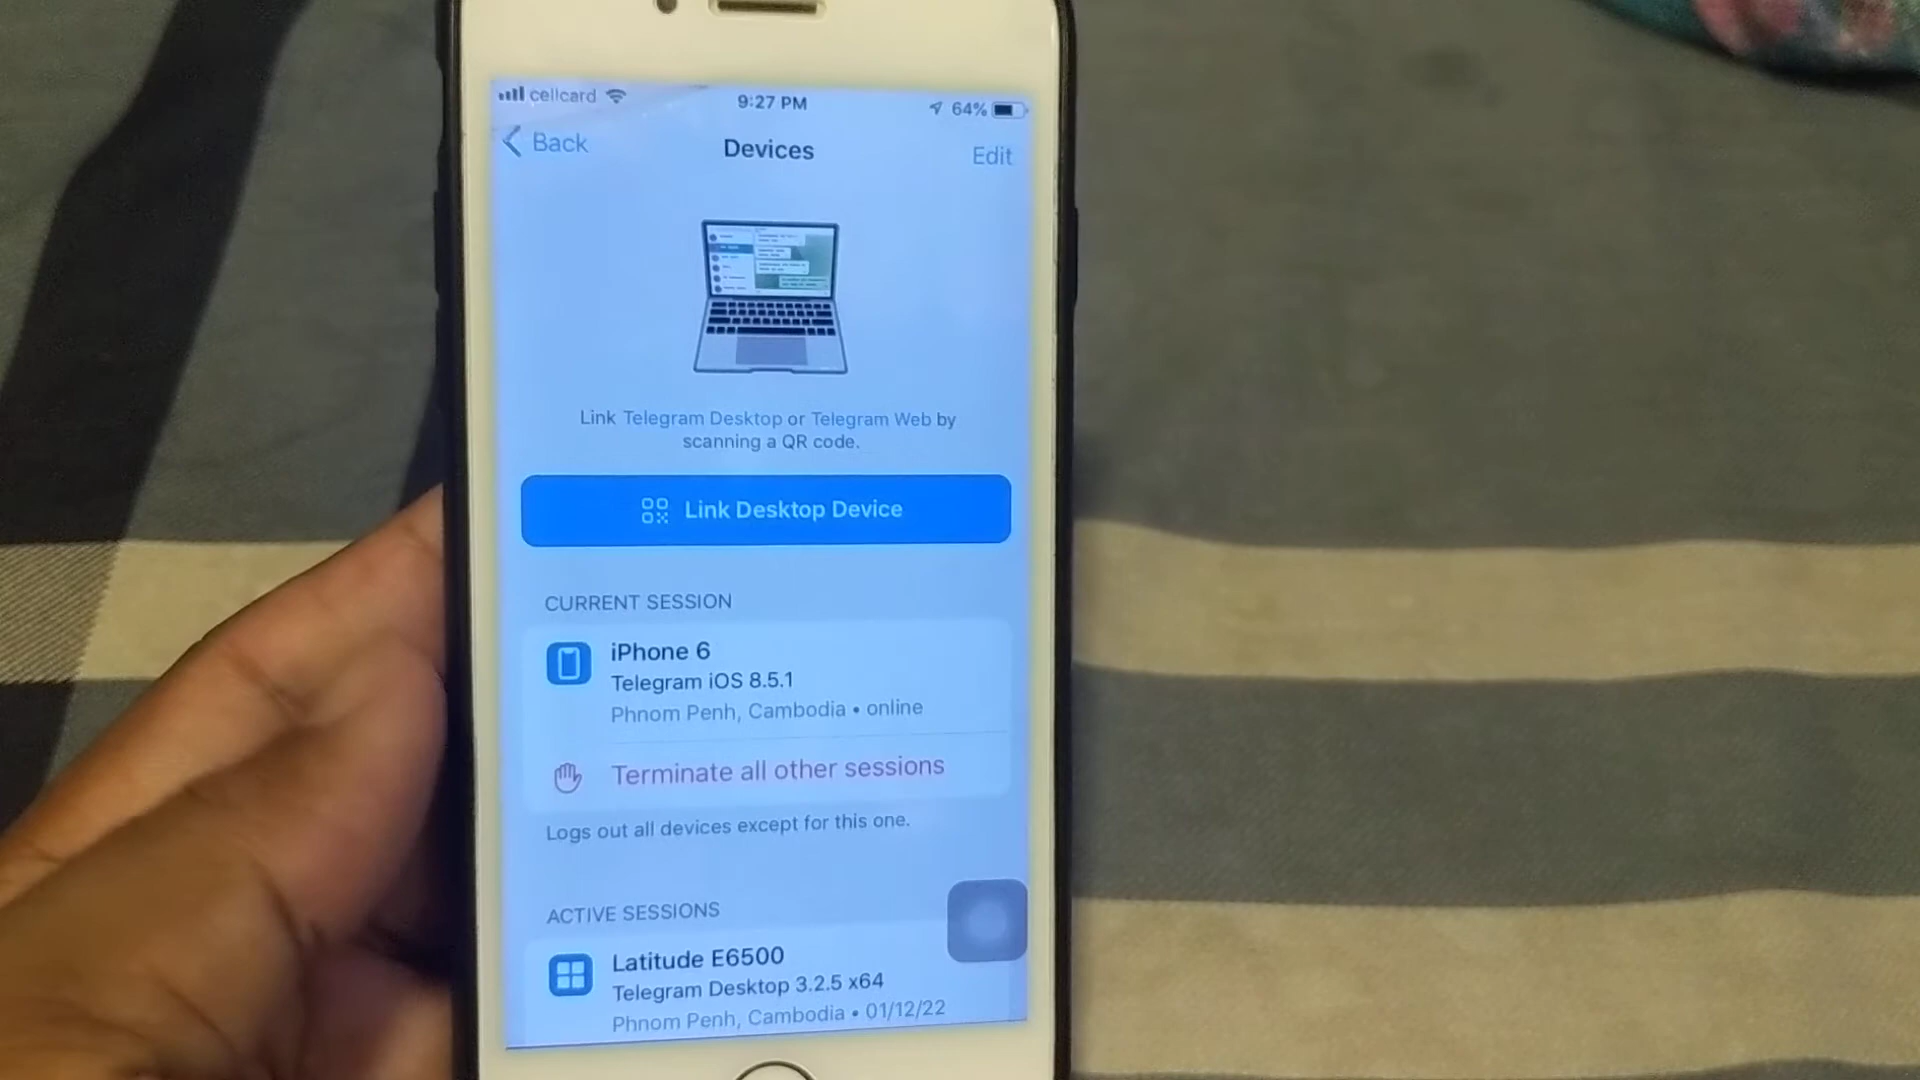 cellcard 9:27 PM 64%
Back Devices Edit
Link Telegram Desktop or Telegram Web by
scanning a QR code.
Link Desktop Device
CURRENT SESSION
iPhone 6
Telegram iOS 8.5.1
Phnom Penh, Cambodia • online
Terminate all other sessions
Logs out all devices except for this one.
ACTIVE SESSIONS
Latitude E6500
Telegram Desktop 3.2.5 x64
Phnom Penh, Cambodia • 01/12/22